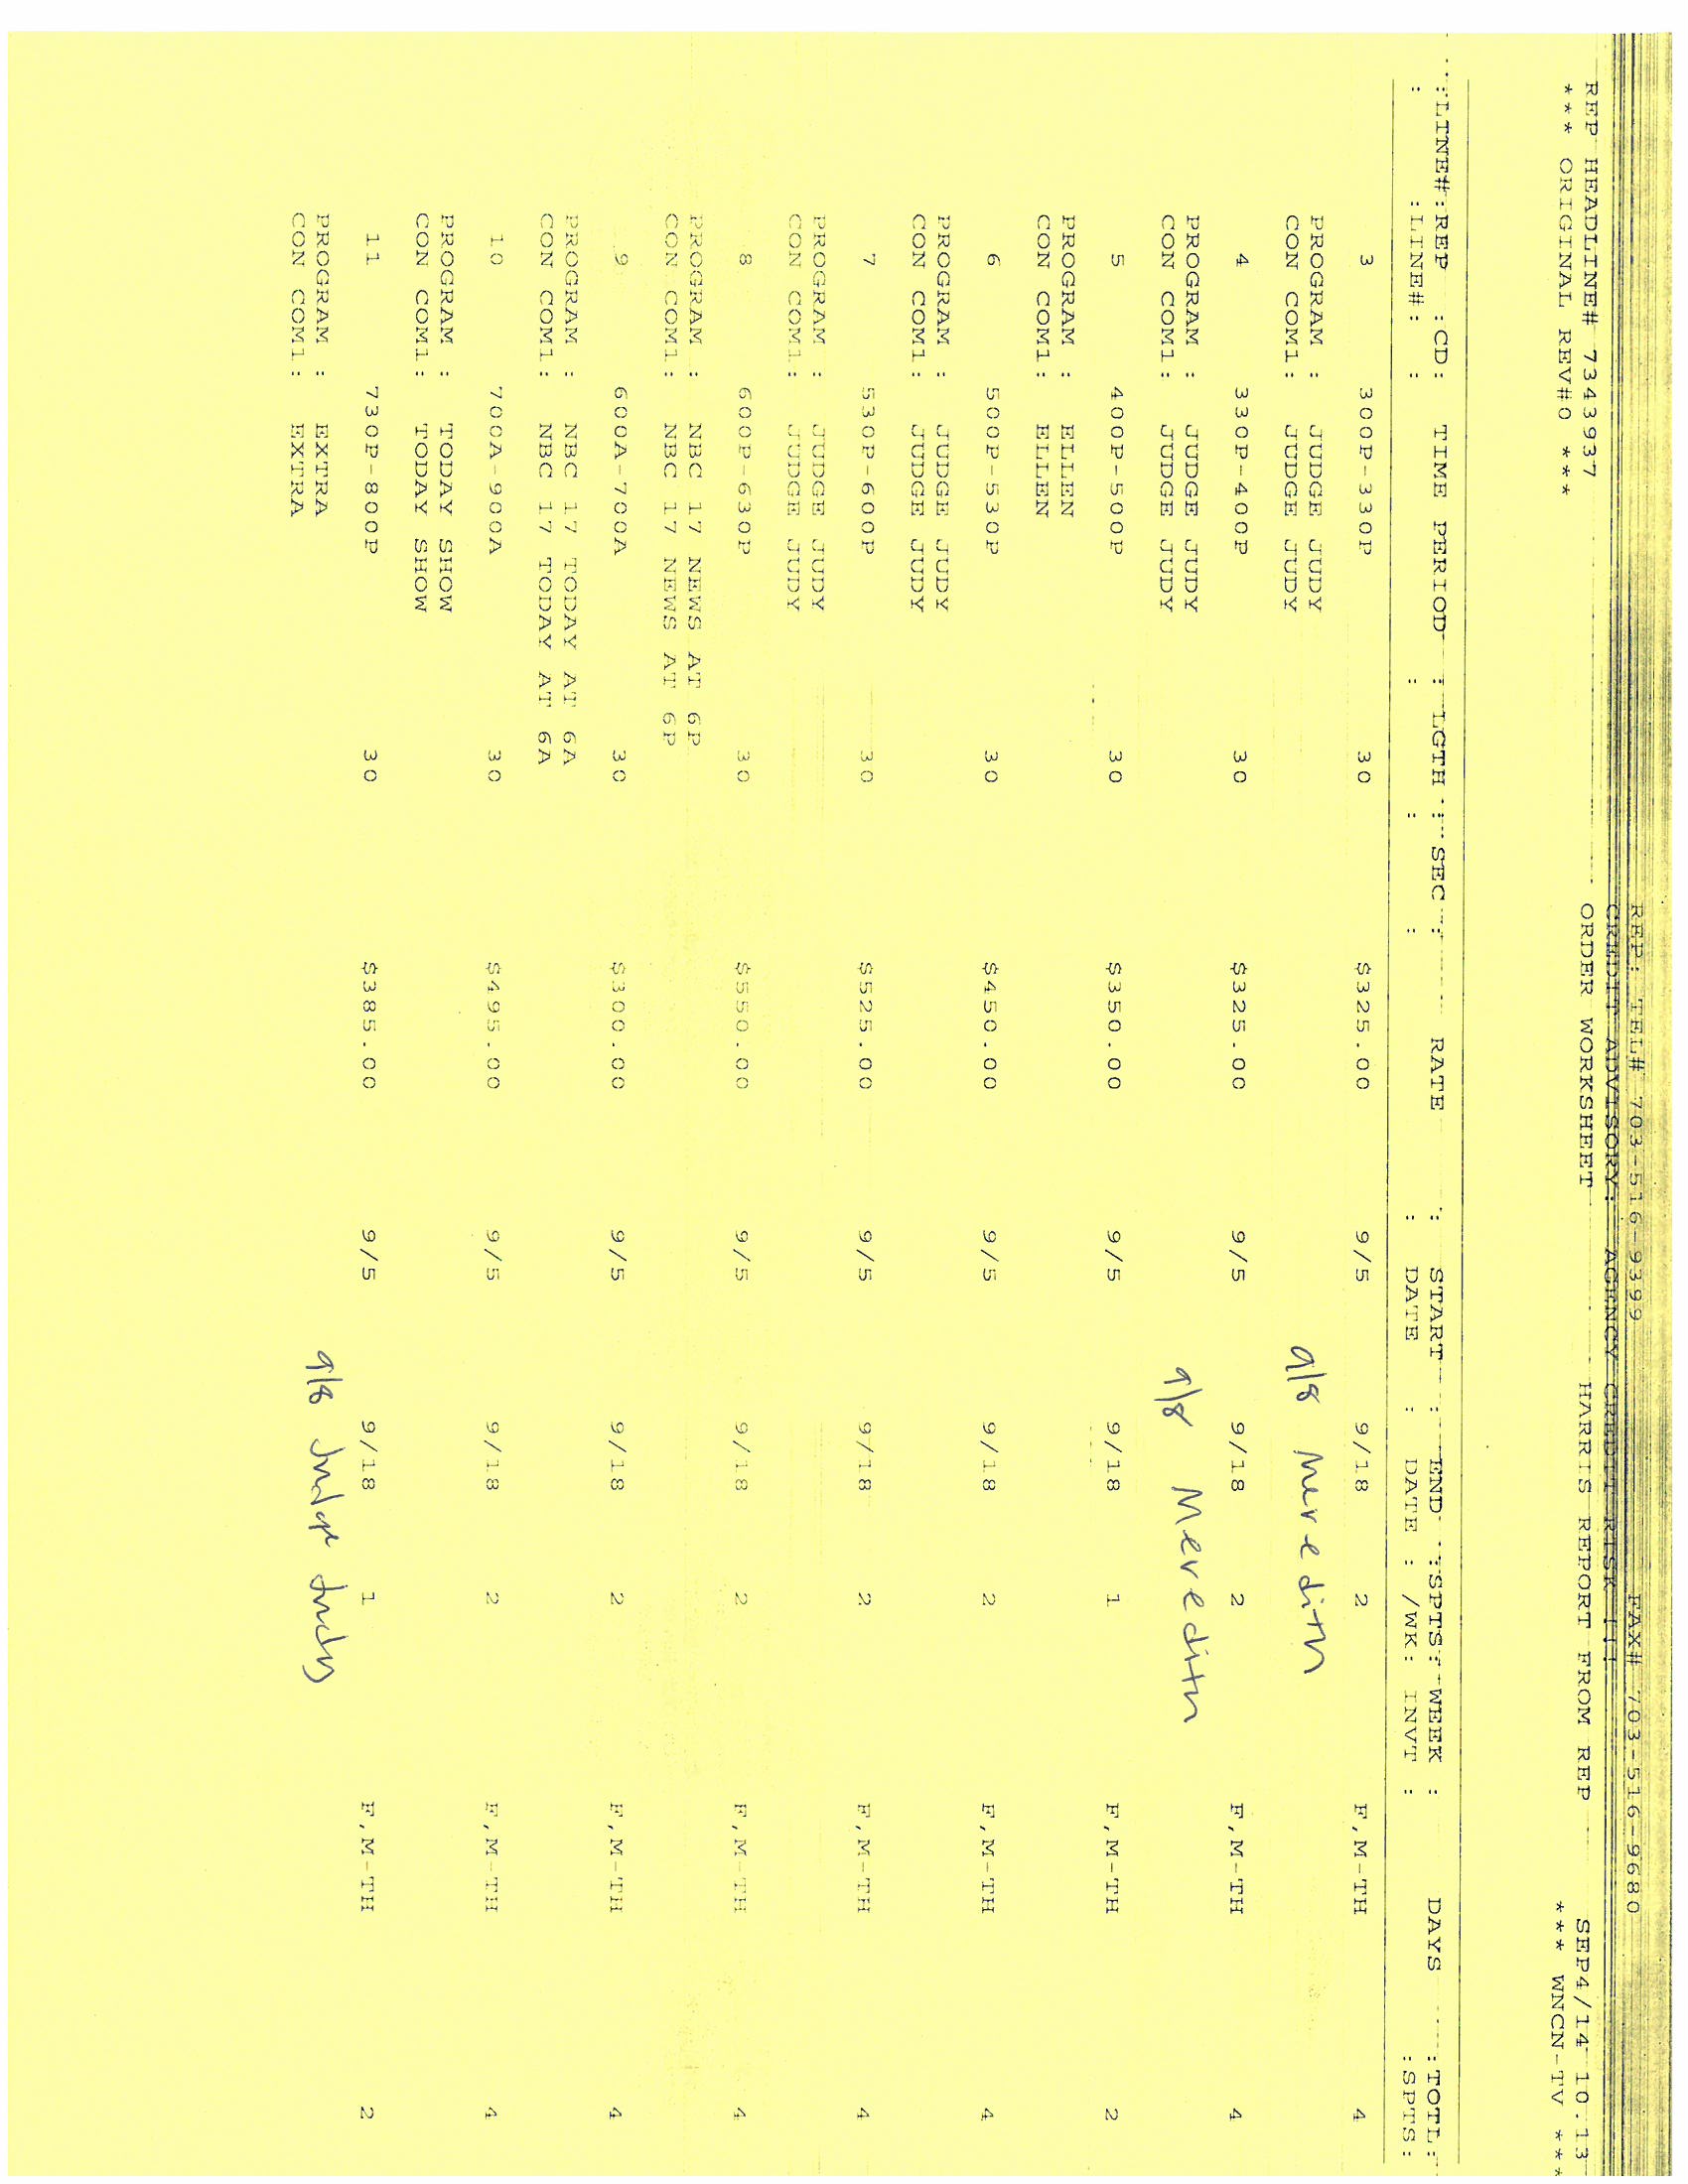 REP: TEL# 703-516-9399 FAX# 703-516-9680
CREDIT ADVISORY: AGENCY CREDIT RISK !!!
REP HEADLINE# 7343937 ORDER WORKSHEET HARRIS REPORT FROM REP SEP4/14 10.13
*** ORIGINAL REV#0 *** *** WNCN-TV ***
:LINE#:REP :CD: TIME PERIOD : LGTH : SEC : RATE : START : END :SPTS: WEEK : DAYS :TOTL:
: :LINE#: : : : : DATE : DATE : /WK: INVT : :SPTS:
3 300P-330P 30 $325.00 9/5 9/18 2 F,M-TH 4
PROGRAM : JUDGE JUDY
CON COM1: JUDGE JUDY 9/8 Meredith
4 330P-400P 30 $325.00 9/5 9/18 2 F,M-TH 4
PROGRAM : JUDGE JUDY
CON COM1: JUDGE JUDY 9/8 Meredith
5 400P-500P 30 $350.00 9/5 9/18 1 F,M-TH 2
PROGRAM : ELLEN
CON COM1: ELLEN
6 500P-530P 30 $450.00 9/5 9/18 2 F,M-TH 4
PROGRAM : JUDGE JUDY
CON COM1: JUDGE JUDY
7 530P-600P 30 $525.00 9/5 9/18 2 F,M-TH 4
PROGRAM : JUDGE JUDY
CON COM1: JUDGE JUDY
8 600P-630P 30 $550.00 9/5 9/18 2 F,M-TH 4
PROGRAM : NBC 17 NEWS AT 6P
CON COM1: NBC 17 NEWS AT 6P
9 600A-700A 30 $300.00 9/5 9/18 2 F,M-TH 4
PROGRAM : NBC 17 TODAY AT 6A
CON COM1: NBC 17 TODAY AT 6A
10 700A-900A 30 $495.00 9/5 9/18 2 F,M-TH 4
PROGRAM : TODAY SHOW
CON COM1: TODAY SHOW
11 730P-800P 30 $385.00 9/5 9/18 1 F,M-TH 2
PROGRAM : EXTRA 9/8 Judge Judy
CON COM1: EXTRA